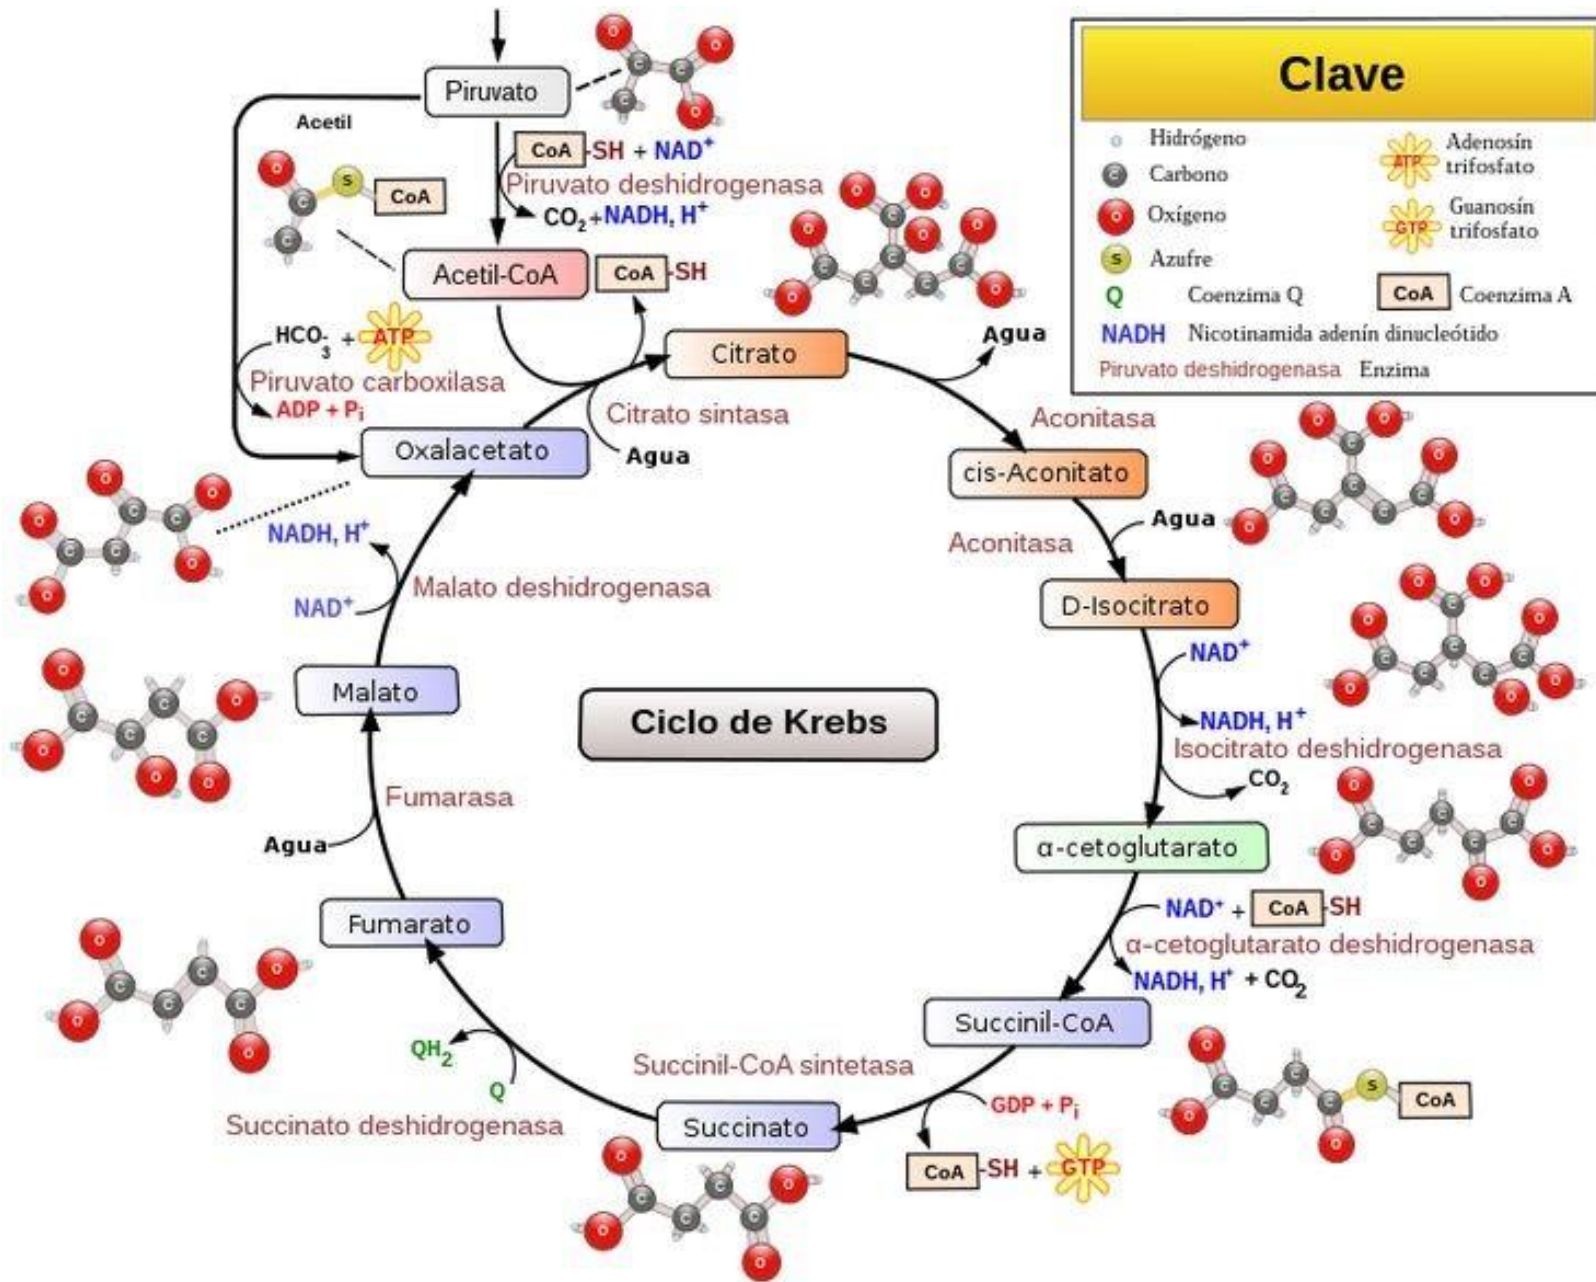 Piruvato
Acetil
CoA -SH + NAD⁺
Piruvato deshidrogenasa
CO₂ + NADH, H⁺
S CoA
Acetil-CoA
CoA -SH
HCO₃⁻ + ATP
Piruvato carboxilasa
ADP + Pᵢ
Citrato
Agua
Citrato sintasa
Agua
Oxalacetato
Aconitasa
cis-Aconitato
Agua
Aconitasa
D-Isocitrato
NAD⁺
NADH, H⁺
Isocitrato deshidrogenasa
CO₂
α-cetoglutarato
NAD⁺ + CoA -SH
α-cetoglutarato deshidrogenasa
NADH, H⁺ + CO₂
Succinil-CoA
S CoA
Succinil-CoA sintetasa
GDP + Pᵢ
CoA -SH + GTP
Succinato
Succinato deshidrogenasa
Q
QH₂
Fumarato
Agua
Fumarasa
Malato
NAD⁺
Malato deshidrogenasa
NADH, H⁺
Ciclo de Krebs
Clave
Hidrógeno
C Carbono
O Oxígeno
S Azufre
Q Coenzima Q
ATP Adenosín
trifosfato
GTP Guanosín
trifosfato
CoA Coenzima A
NADH Nicotinamida adenín dinucleótido
Piruvato deshidrogenasa Enzima